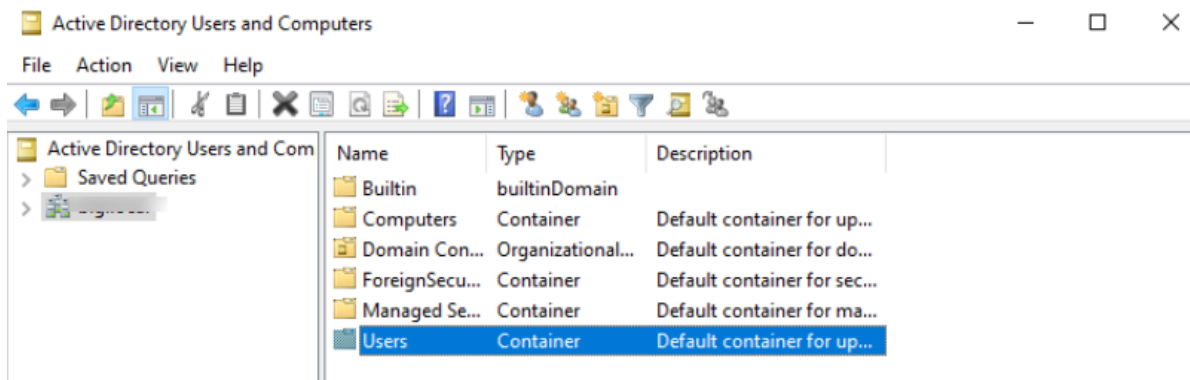 Active Directory Users and Computers
File Action View Help
Active Directory Users and Com
Saved Queries
Name Type Description
Builtin builtinDomain
Computers Container Default container for up...
Domain Con... Organizational... Default container for do...
ForeignSecu... Container Default container for sec...
Managed Se... Container Default container for ma...
Users Container Default container for up...